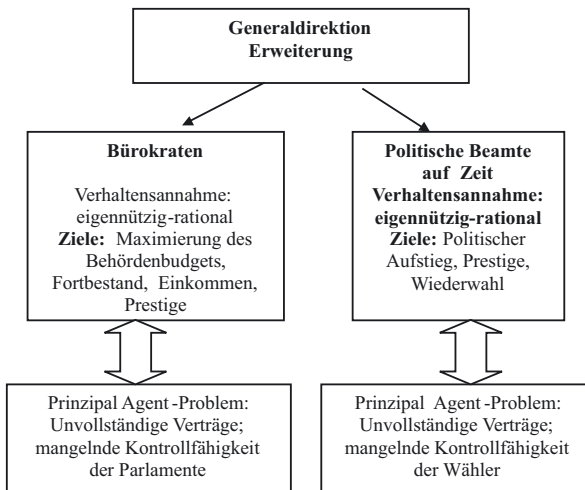 Generaldirektion
Erweiterung
Bürokraten
Verhaltensannahme:
eigennützig-rational
Ziele: Maximierung des
Behördenbudgets,
Fortbestand, Einkommen,
Prestige
Politische Beamte
auf Zeit
Verhaltensannahme:
eigennützig-rational
Ziele: Politischer
Aufstieg, Prestige,
Wiederwahl
Prinzipal Agent-Problem:
Unvollständige Verträge;
mangelnde Kontrollfähigkeit
der Parlamente
Prinzipal Agent-Problem:
Unvollständige Verträge;
mangelnde Kontrollfähigkeit
der Wähler